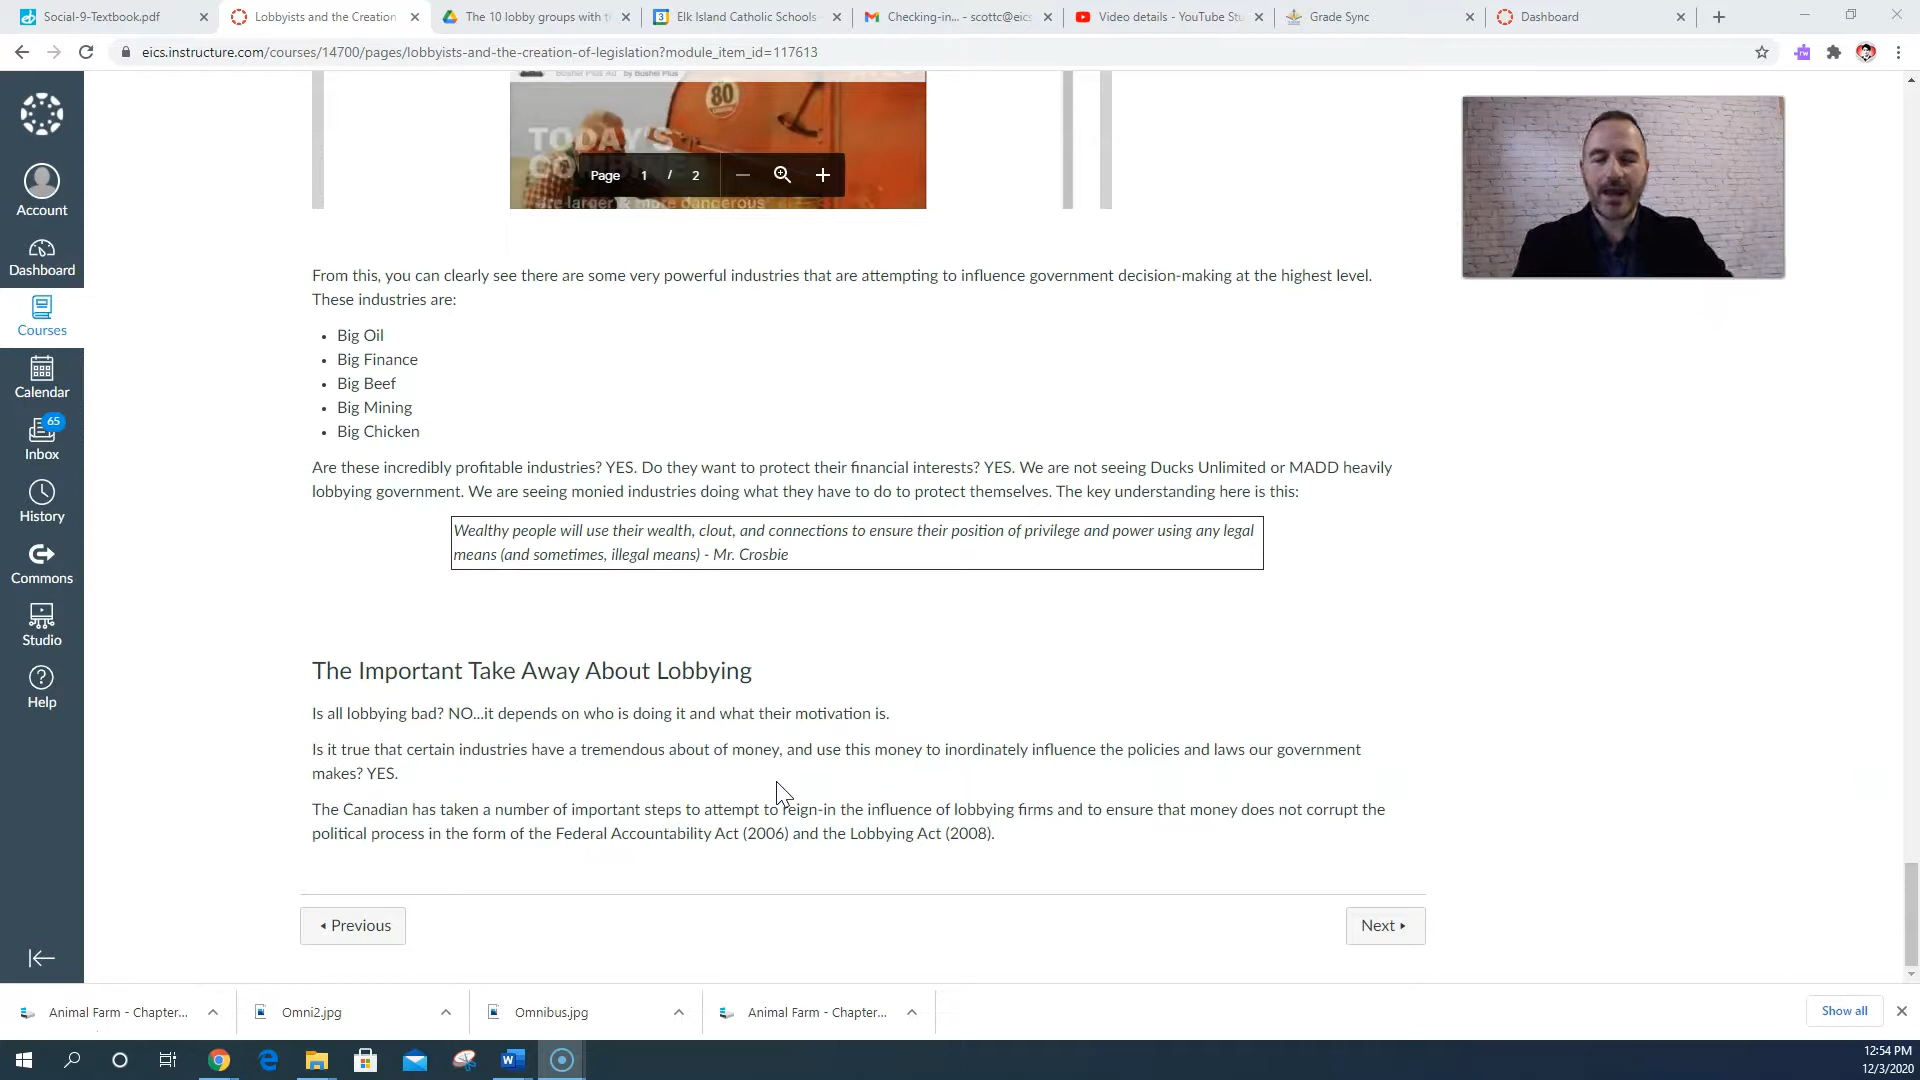 Social-9-Textbook.pdf
Lobbyists and the Creation
The 10 lobby groups with t
Elk Island Catholic Schools -
Checking-in... - scottc@eics
Video details - YouTube Stu
Grade Sync
Dashboard
eics.instructure.com/courses/14700/pages/lobbyists-and-the-creation-of-legislation?module_item_id=117613
Account
Dashboard
Courses
Calendar
65
Inbox
History
Commons
Studio
Help
Bushel Plus Ad by Bushel Plus
80
TODAY'S
Page 1 / 2
are larger & more dangerous
From this, you can clearly see there are some very powerful industries that are attempting to influence government decision-making at the highest level.
These industries are:
• Big Oil
• Big Finance
• Big Beef
• Big Mining
• Big Chicken
Are these incredibly profitable industries? YES. Do they want to protect their financial interests? YES. We are not seeing Ducks Unlimited or MADD heavily
lobbying government. We are seeing monied industries doing what they have to do to protect themselves. The key understanding here is this:
Wealthy people will use their wealth, clout, and connections to ensure their position of privilege and power using any legal
means (and sometimes, illegal means) - Mr. Crosbie
The Important Take Away About Lobbying
Is all lobbying bad? NO...it depends on who is doing it and what their motivation is.
Is it true that certain industries have a tremendous about of money, and use this money to inordinately influence the policies and laws our government
makes? YES.
The Canadian has taken a number of important steps to attempt to reign-in the influence of lobbying firms and to ensure that money does not corrupt the
political process in the form of the Federal Accountability Act (2006) and the Lobbying Act (2008).
Previous
Next
Animal Farm - Chapter...
Omni2.jpg
Omnibus.jpg
Animal Farm - Chapter...
Show all
12:54 PM
12/3/2020